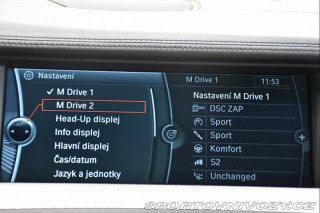 Nastavení
M Drive 1
11:53
M Drive 1
M Drive 2
Head-Up displej
Info displej
Hlavní displej
Čas/datum
Jazyk a jednotky
Nastavení M Drive 1
DSC ZAP
Sport
Sport
Komfort
S2
Unchanged
SPORTOVNIVOZY.CZ